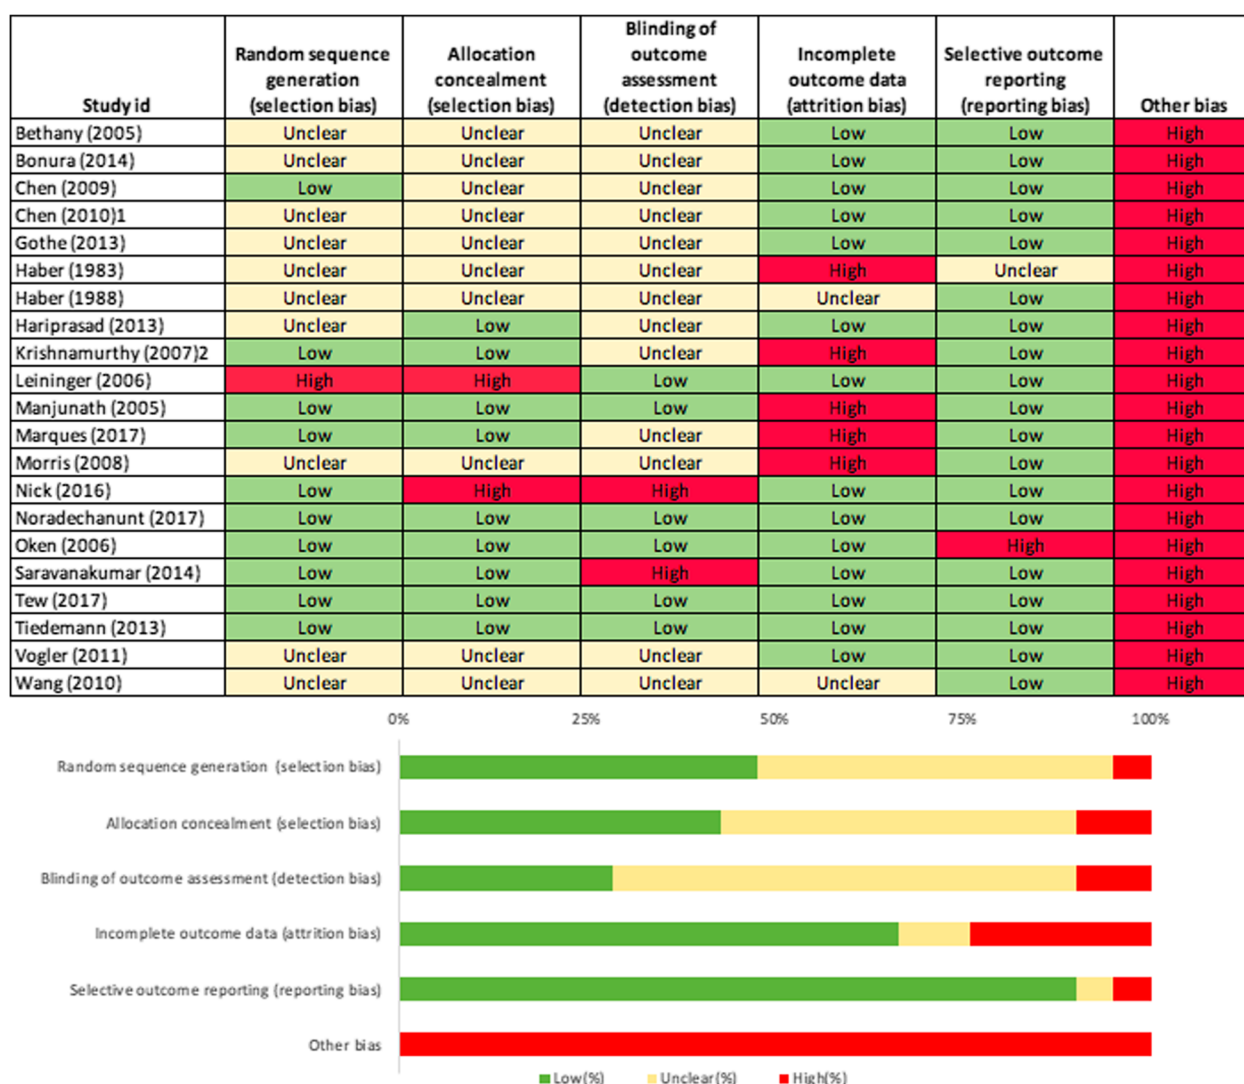 Study id Random sequence generation (selection bias) Allocation concealment (selection bias) Blinding of outcome assessment (detection bias) Incomplete outcome data (attrition bias) Selective outcome reporting (reporting bias) Other bias
Bethany (2005) Unclear Unclear Unclear Low Low High
Bonura (2014) Unclear Unclear Unclear Low Low High
Chen (2009) Low Unclear Unclear Low Low High
Chen (2010)1 Unclear Unclear Unclear Low Low High
Gothe (2013) Unclear Unclear Unclear Low Low High
Haber (1983) Unclear Unclear Unclear High Unclear High
Haber (1988) Unclear Unclear Unclear Unclear Low High
Hariprasad (2013) Unclear Low Unclear Low Low High
Krishnamurthy (2007)2 Low Low Unclear High Low High
Leininger (2006) High High Low Low Low High
Manjunath (2005) Low Low Low High Low High
Marques (2017) Low Low Unclear High Low High
Morris (2008) Unclear Unclear Unclear High Low High
Nick (2016) Low High High Low Low High
Noradechanunt (2017) Low Low Low Low Low High
Oken (2006) Low Low Low Low High High
Saravanakumar (2014) Low Low High Low Low High
Tew (2017) Low Low Low Low Low High
Tiedemann (2013) Low Low Low Low Low High
Vogler (2011) Unclear Unclear Unclear Low Low High
Wang (2010) Unclear Unclear Unclear Unclear Low High
0% 25% 50% 75% 100%
Random sequence generation (selection bias)
Allocation concealment (selection bias)
Blinding of outcome assessment (detection bias)
Incomplete outcome data (attrition bias)
Selective outcome reporting (reporting bias)
Other bias
Low(%) Unclear(%) High(%)